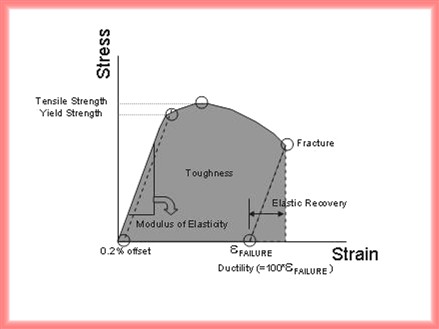 Stress
Tensile Strength
Yield Strength
Fracture
Toughness
Elastic Recovery
Modulus of Elasticity
0.2% offset
εFAILURE
Strain
Ductility (=100*εFAILURE)